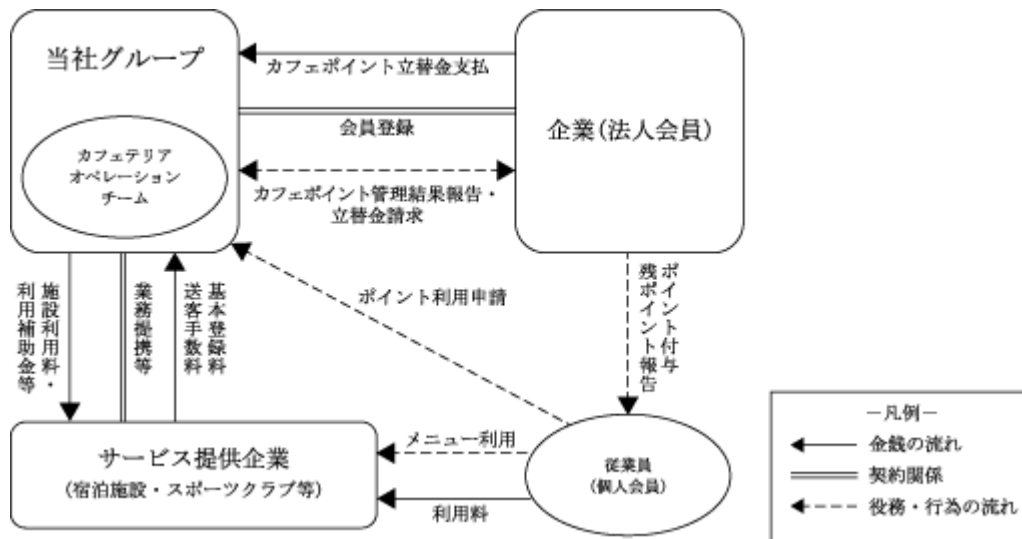 当社グループ
カフェテリア
オペレーション
チーム
カフェポイント立替金支払
会員登録
カフェポイント管理結果報告・
立替金請求
企業(法人会員)
施設利用料・
利用補助金等
業務提携等
基本登録料
送客手数料
ポイント利用申請
ポイント付与
残ポイント報告
サービス提供企業
(宿泊施設・スポーツクラブ等)
メニュー利用
利用料
従業員
(個人会員)
―凡例―
金銭の流れ
契約関係
役務・行為の流れ